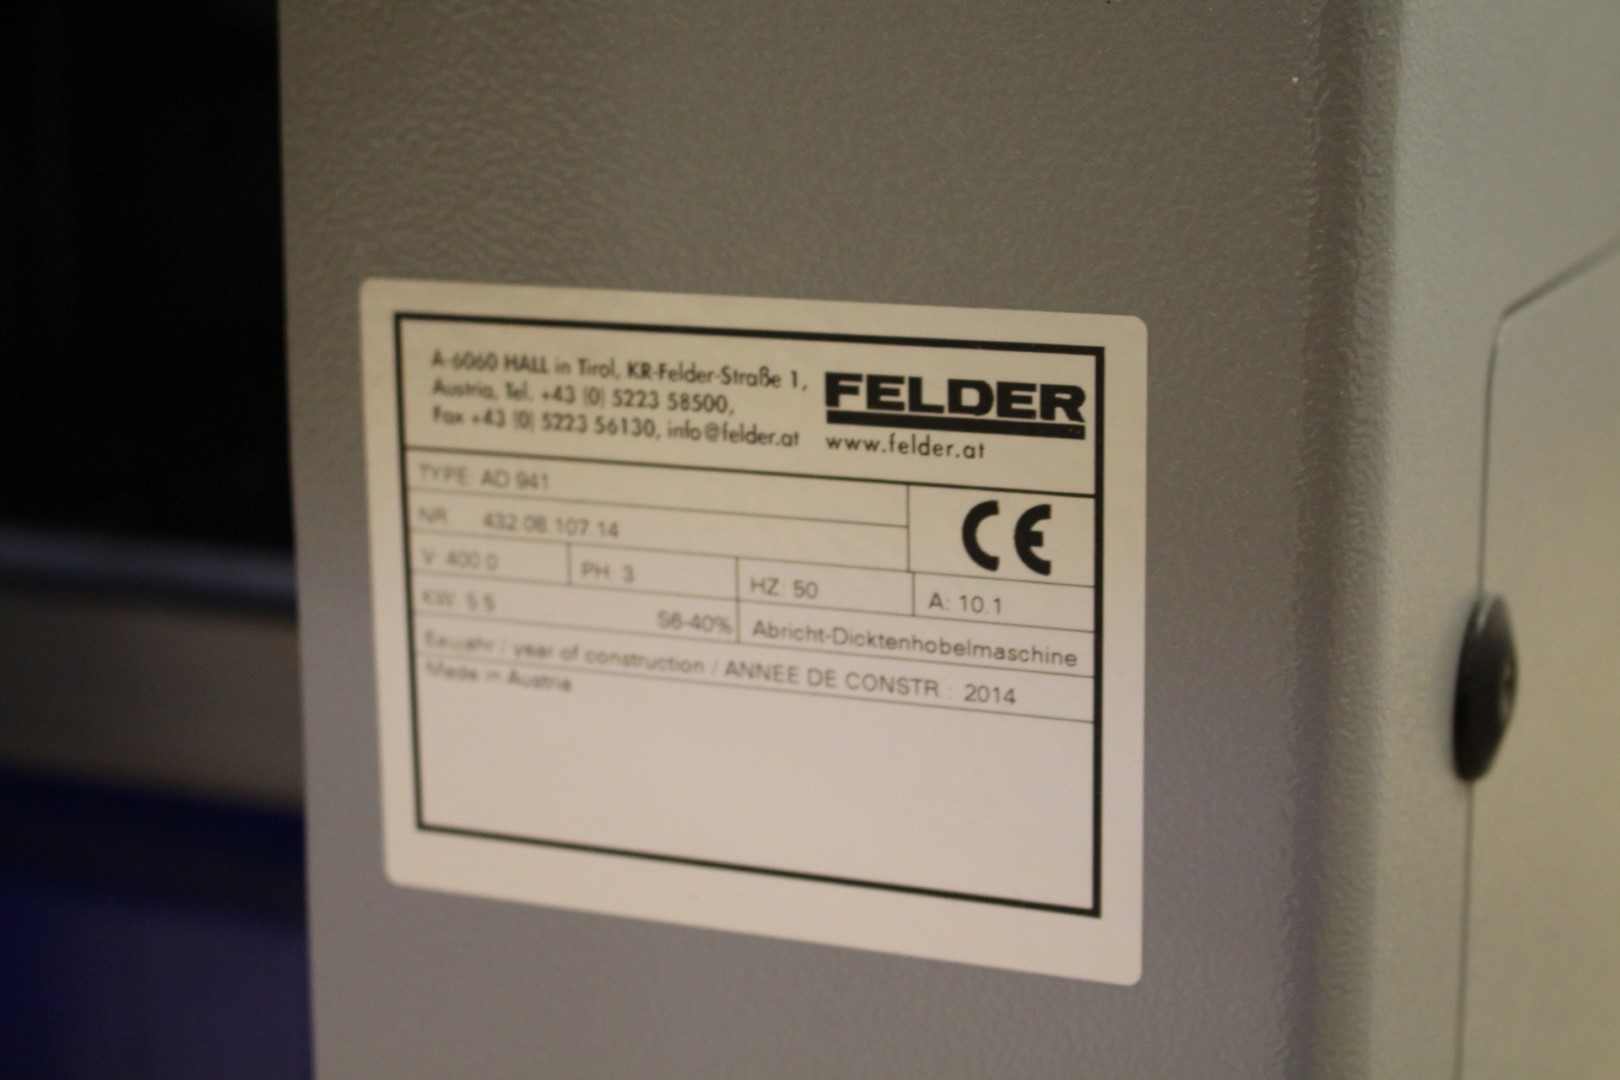 A-6060 HALL in Tirol, KR-Felder-Straße 1,
Austria, Tel. +43 (0) 5223 58500,
Fax +43 (0) 5223 56130, info@felder.at
FELDER
www.felder.at
TYPE: AD 941
NR. 432.08.107.14
CE
V: 400.0 PH: 3 HZ: 50 A: 10.1
KW: 5.5 S6-40% Abricht-Dicktenhobelmaschine
Baujahr / year of construction / ANNEE DE CONSTR.: 2014
Made in Austria